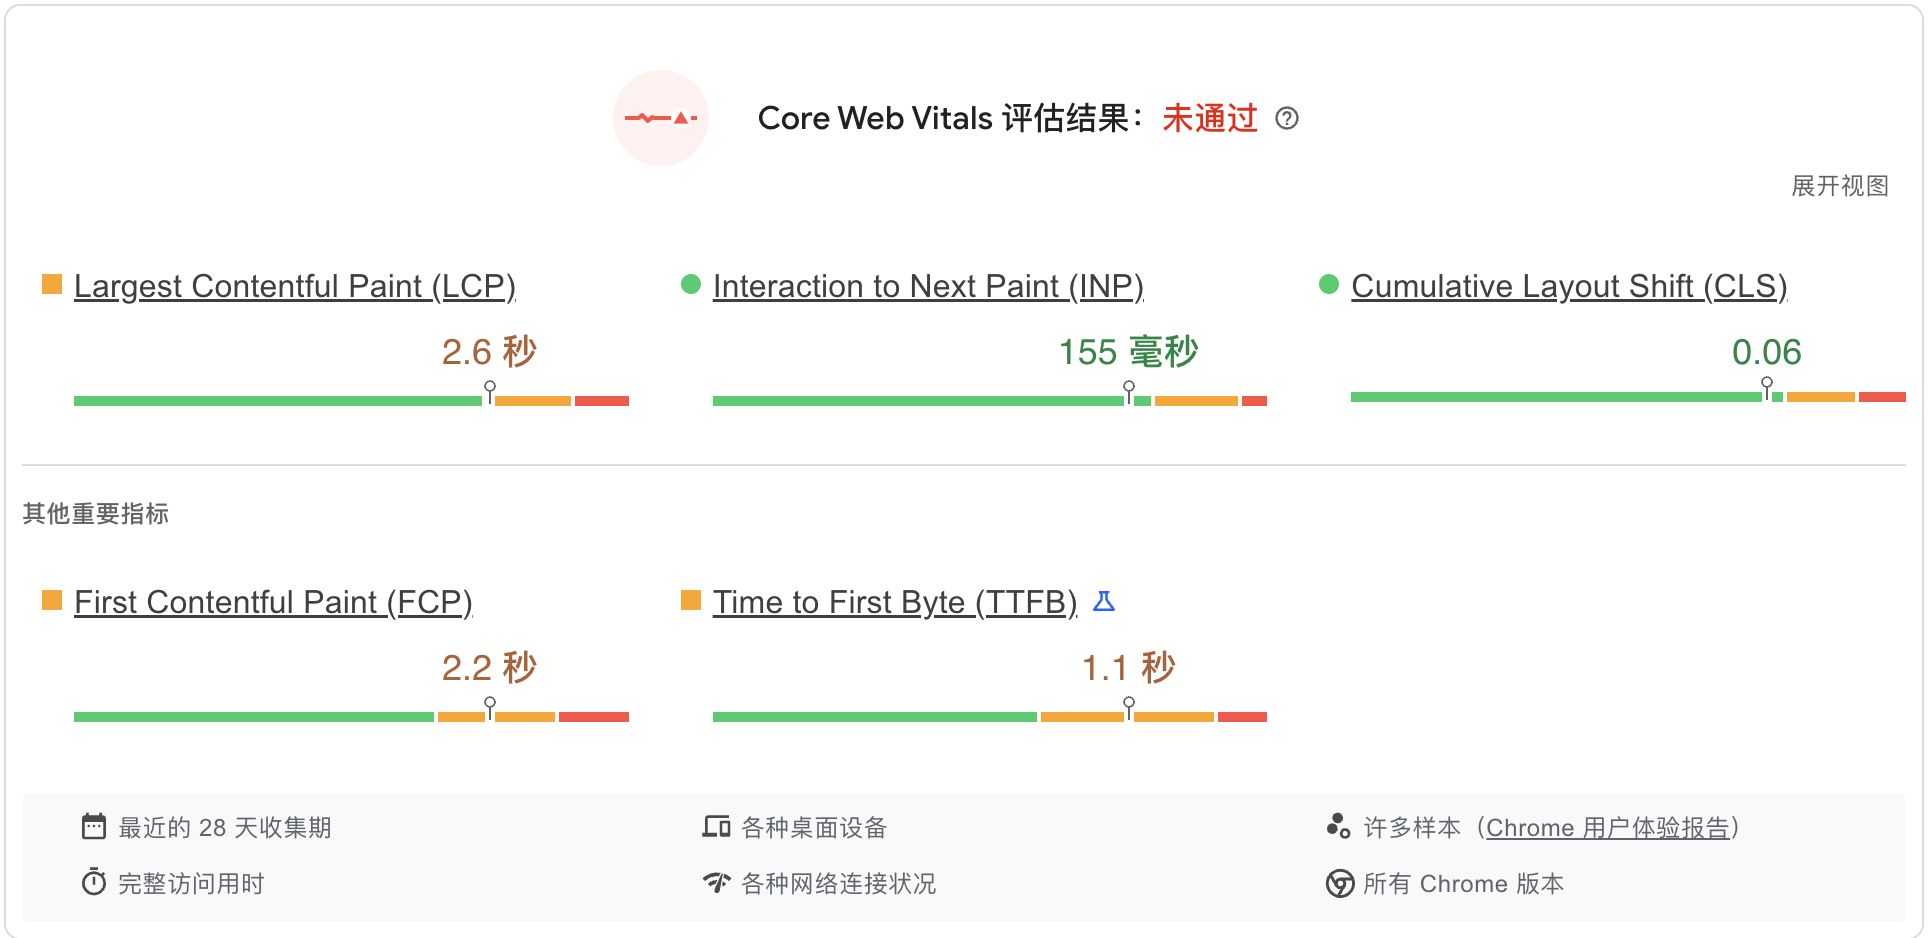 Core Web Vitals 评估结果：未通过
展开视图
Largest Contentful Paint (LCP)
2.6 秒
Interaction to Next Paint (INP)
155 毫秒
Cumulative Layout Shift (CLS)
0.06
其他重要指标
First Contentful Paint (FCP)
2.2 秒
Time to First Byte (TTFB)
1.1 秒
最近的 28 天收集期
各种桌面设备
许多样本（Chrome 用户体验报告）
完整访问用时
各种网络连接状况
所有 Chrome 版本